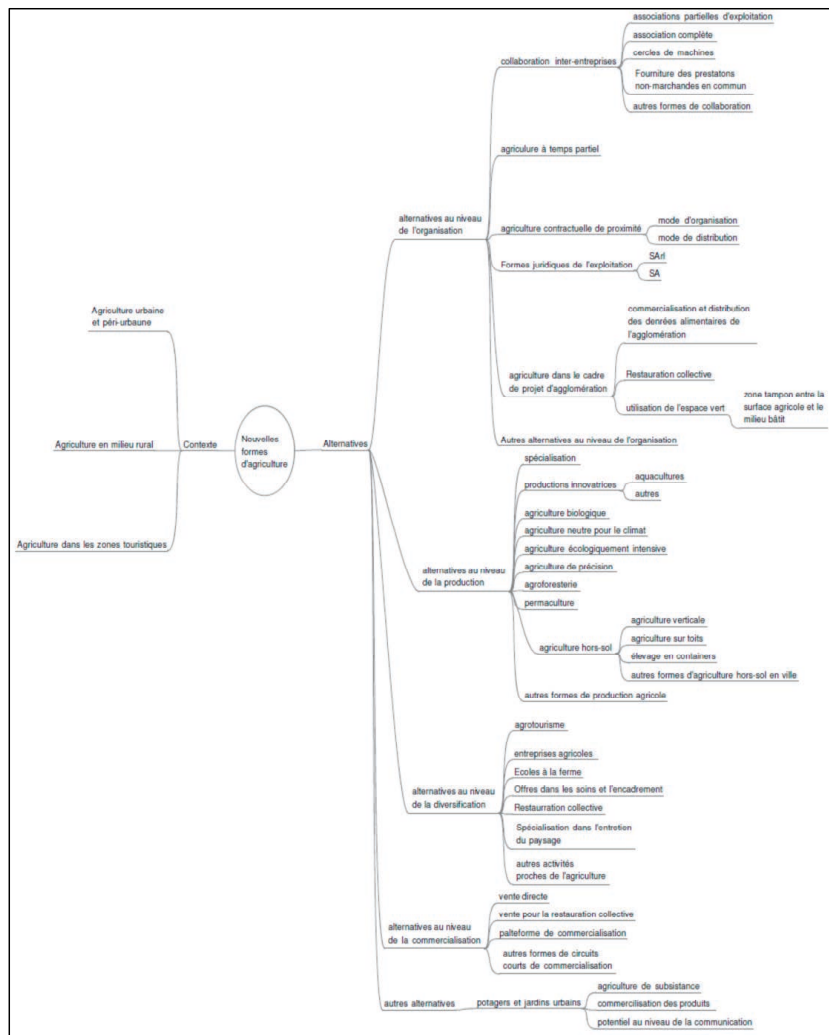 associations partielles d'exploitation
association complète
collaboration inter-entreprises
cercles de machines
Fourniture des prestatons
non-marchandes en commun
autres formes de collaboration
agriculure à temps partiel
alternatives au niveau
de l'organisation
agriculture contractuelle de proximité
mode d'organisation
mode de distribution
Formes juridiques de l'exploitation
SArl
SA
commercialisation et distribution
des denrées alimentaires de
l'agglomération
agriculture dans le cadre
de projet d'agglomération
Restauration collective
utilisation de l'espace vert
zone tampon entre la
surface agricole et le
milieu bâtit
Autres alternatives au niveau de l'organisation
Agriculture urbaine
et péri-urbaune
Agriculture en milieu rural
Agriculture dans les zones touristiques
Contexte
Nouvelles
formes
d'agriculture
Alternatives
spécialisation
productions innovatrices
aquacultures
autres
agriculture biologique
agriculture neutre pour le climat
agriculture écologiquement intensive
alternatives au niveau
de la production
agriculture de précision
agroforesterie
permaculture
agriculture hors-sol
agriculture verticale
agriculture sur toits
élevage en containers
autres formes d'agriculture hors-sol en ville
autres formes de production agricole
agrotourisme
entreprises agricoles
Ecoles à la ferme
alternatives au niveau
de la diversification
Offres dans les soins et l'encadrement
Restaurration collective
Spécialisation dans l'entretien
du paysage
autres activités
proches de l'agriculture
vente directe
vente pour la restauration collective
alternatives au niveau
de la commercialisation
palteforme de commercialisation
autres formes de circuits
courts de commercialisation
autres alternatives
potagers et jardins urbains
agriculture de subsistance
commercilisation des produits
potentiel au niveau de la communication